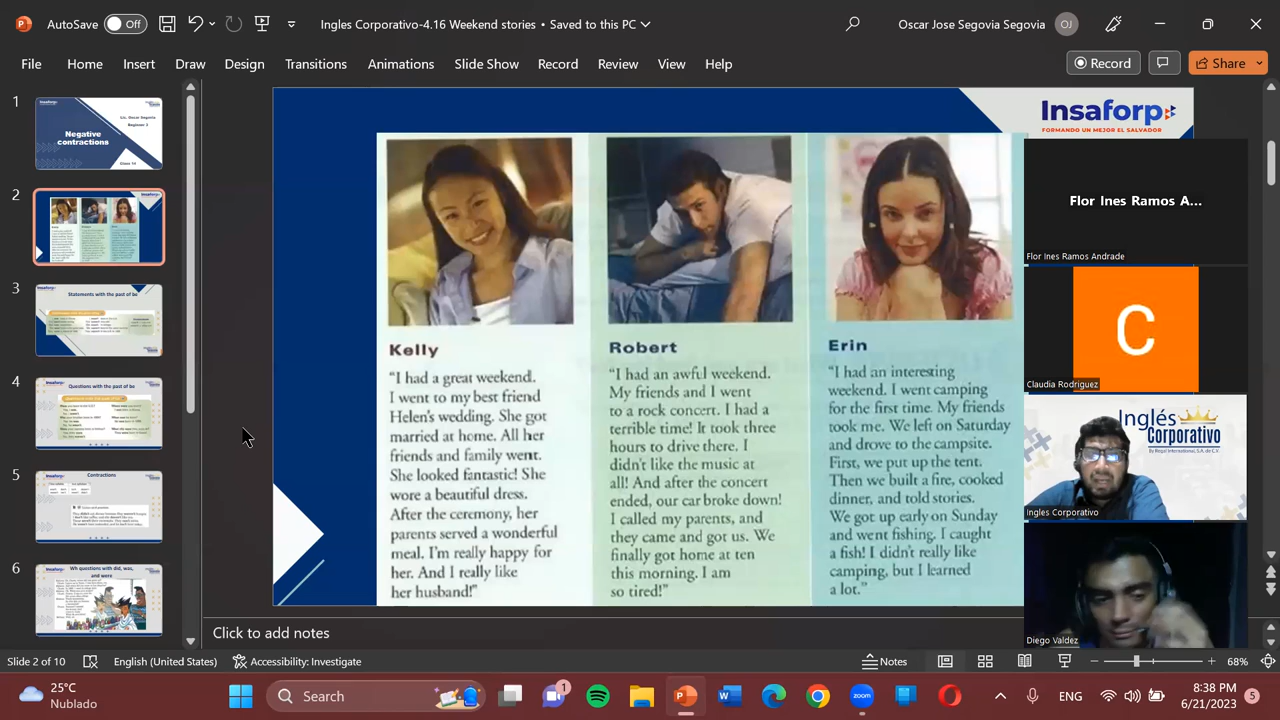 AutoSave
Off
Ingles Corporativo-4.16 Weekend stories • Saved to this PC
Oscar Jose Segovia Segovia
OJ
File
Home
Insert
Draw
Design
Transitions
Animations
Slide Show
Record
Review
View
Help
Record
Share
1
Negative
contractions
2
3
Statements with the past of be
4
Questions with the past of be
5
Contractions
6
Wh questions with did, was,
and were
Insaforp
FORMANDO UN MEJOR EL SALVADOR
Kelly
"I had a great weekend.
I went to my best friend
Helen's wedding. She got
married at home. All her
friends and family went.
She looked fantastic! She
wore a beautiful dress.
After the ceremony, her
parents served a wonderful
meal. I'm really happy for
her. And I really like
her husband!"
Robert
"I had an awful weekend.
My friends and I went
to a rock concert. I had a
terrible time! It took three
hours to drive there. I
didn't like the music at
all! And after the concert
ended, our car broke down!
I called my parents, and
they came and got us. We
finally got home at ten
this morning. I am
so tired!"
Erin
"I had an interesting
weekend. I went camping
for the first time. My friends
took me. We left on Saturday
and drove to the campsite.
First, we put up the tent.
Then we built a fire, cooked
dinner, and told stories.
We got up early on Sunday
and went fishing. I caught
a fish! I didn't really like
camping, but I learned
a lot."
Flor Ines Ramos A...
Flor Ines Ramos Andrade
C
Claudia Rodriguez
Inglés
Corporativo
By Regal International, S.A. de C.V.
Ingles Corporativo
Diego Valdez
Click to add notes
Slide 2 of 10
English (United States)
Accessibility: Investigate
Notes
68%
25°C
Nublado
Search
1
W
zoom
ENG
8:38 PM
6/21/2023
5